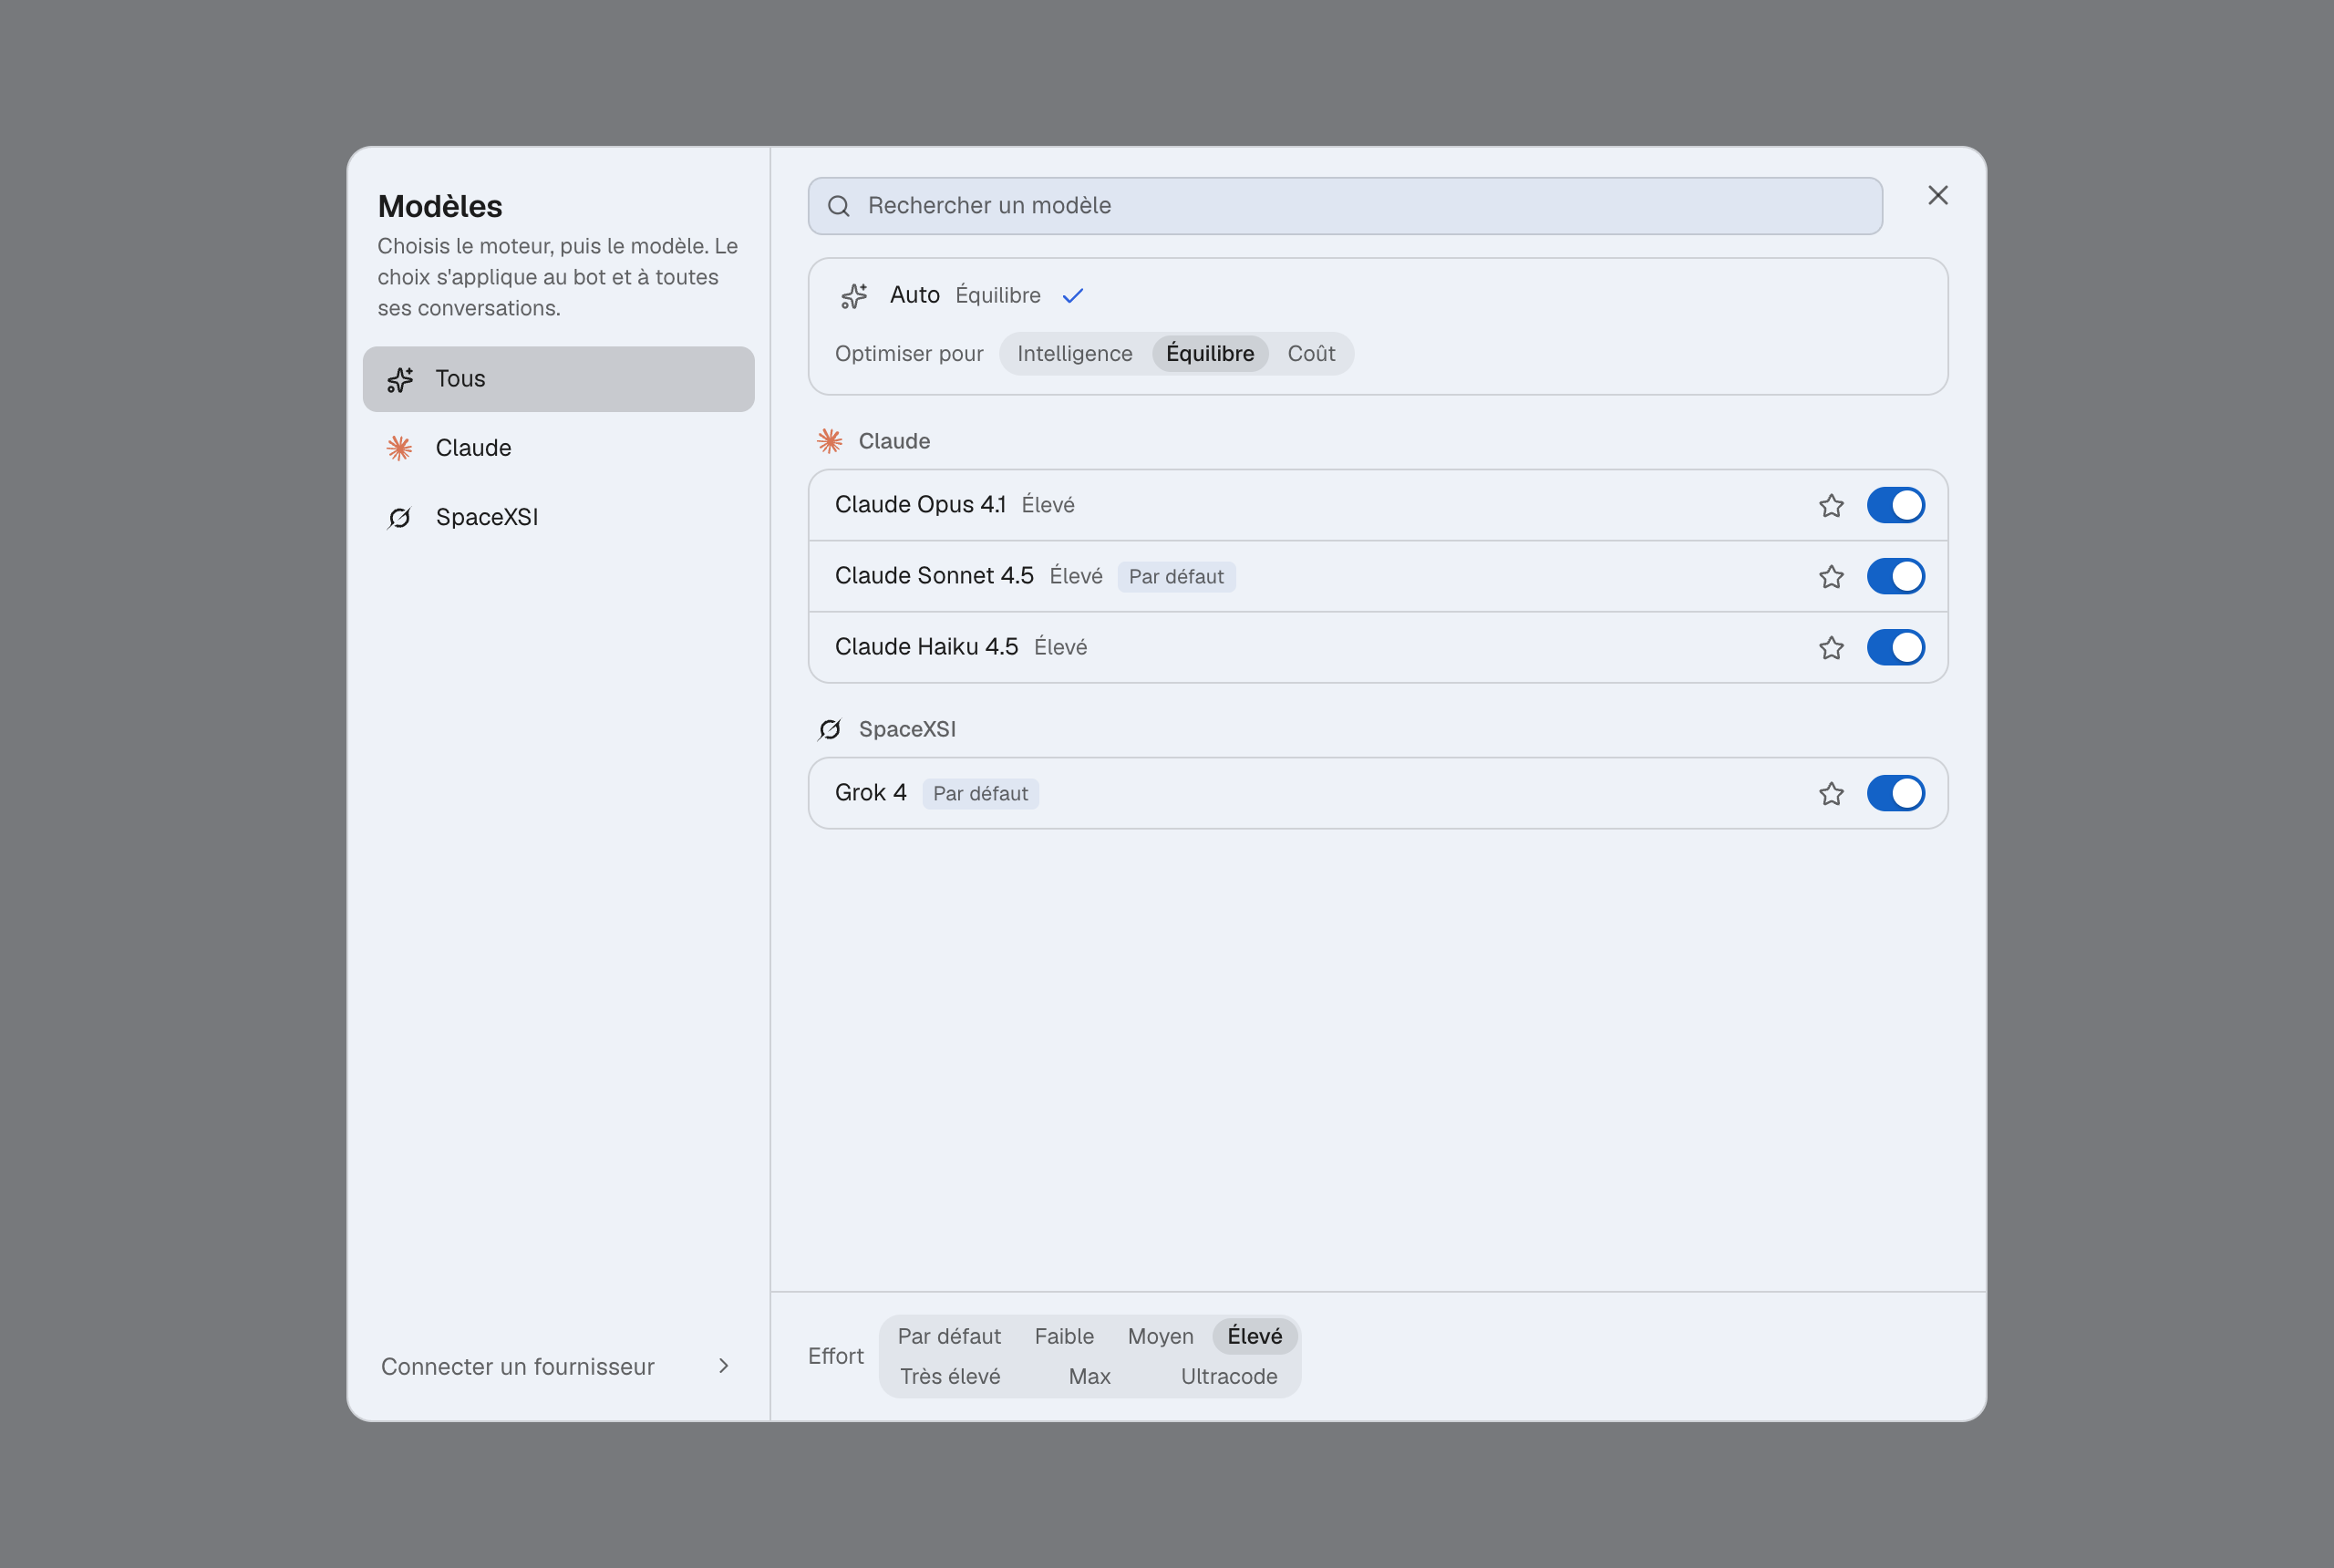 Modèles
Choisis le moteur, puis le modèle. Le
choix s'applique au bot et à toutes
ses conversations.
Tous
Claude
SpaceXSI
Connecter un fournisseur
Rechercher un modèle
Auto Équilibre
Optimiser pour Intelligence Équilibre Coût
Claude
Claude Opus 4.1 Élevé
Claude Sonnet 4.5 Élevé Par défaut
Claude Haiku 4.5 Élevé
SpaceXSI
Grok 4 Par défaut
Effort
Par défaut Faible Moyen Élevé
Très élevé Max Ultracode